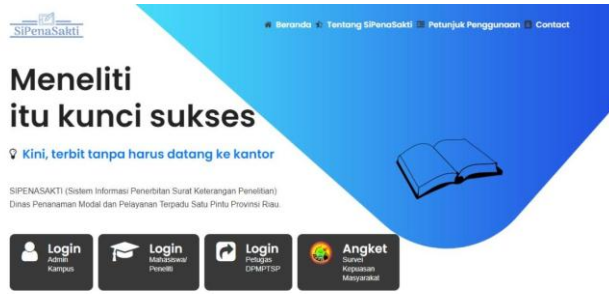 SiPenaSakti
Beranda Tentang SiPenaSakti Petunjuk Penggunaan Contact
Meneliti
itu kunci sukses
Kini, terbit tanpa harus datang ke kantor
SIPENASAKTI (Sistem Informasi Penerbitan Surat Keterangan Penelitian)
Dinas Penanaman Modal dan Pelayanan Terpadu Satu Pintu Provinsi Riau.
Login
Admin
Kampus
Login
Mahasiswa/
Peneliti
Login
Petugas
DPMPTSP
Angket
Survei
Kepuasan
Masyarakat